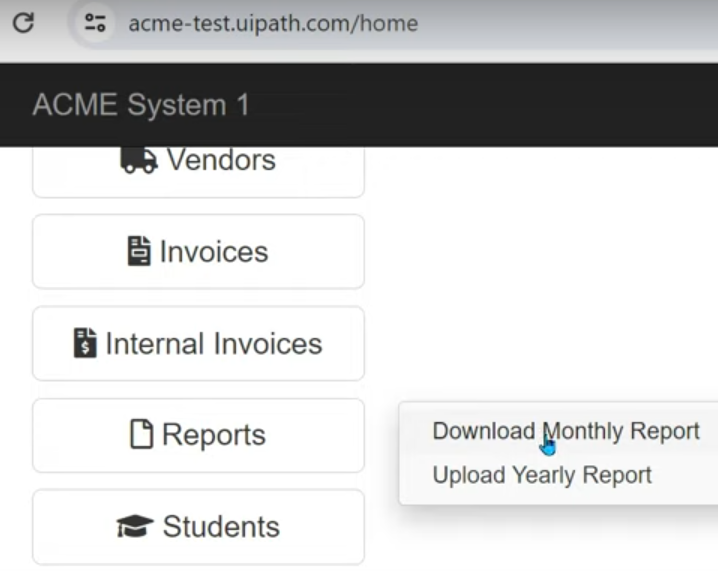 acme-test.uipath.com/home
ACME System 1
Vendors
Invoices
Internal Invoices
Reports
Download Monthly Report
Upload Yearly Report
Students